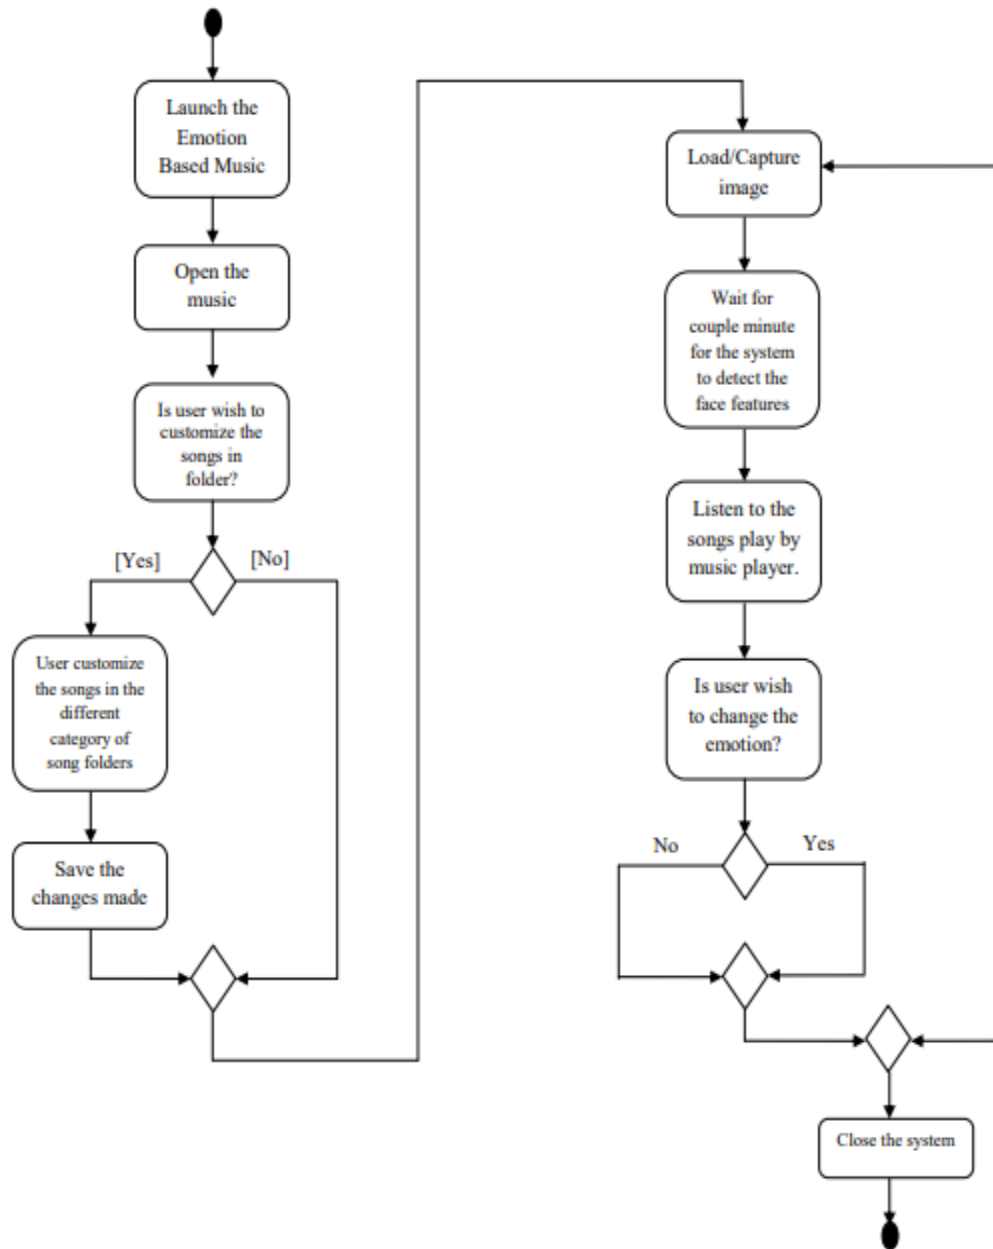 Launch the
Emotion
Based Music
Open the
music
Is user wish to
customize the
songs in
folder?
[Yes]
[No]
User customize
the songs in the
different
category of
song folders
Save the
changes made
Load/Capture
image
Wait for
couple minute
for the system
to detect the
face features
Listen to the
songs play by
music player.
Is user wish
to change the
emotion?
No
Yes
Close the system